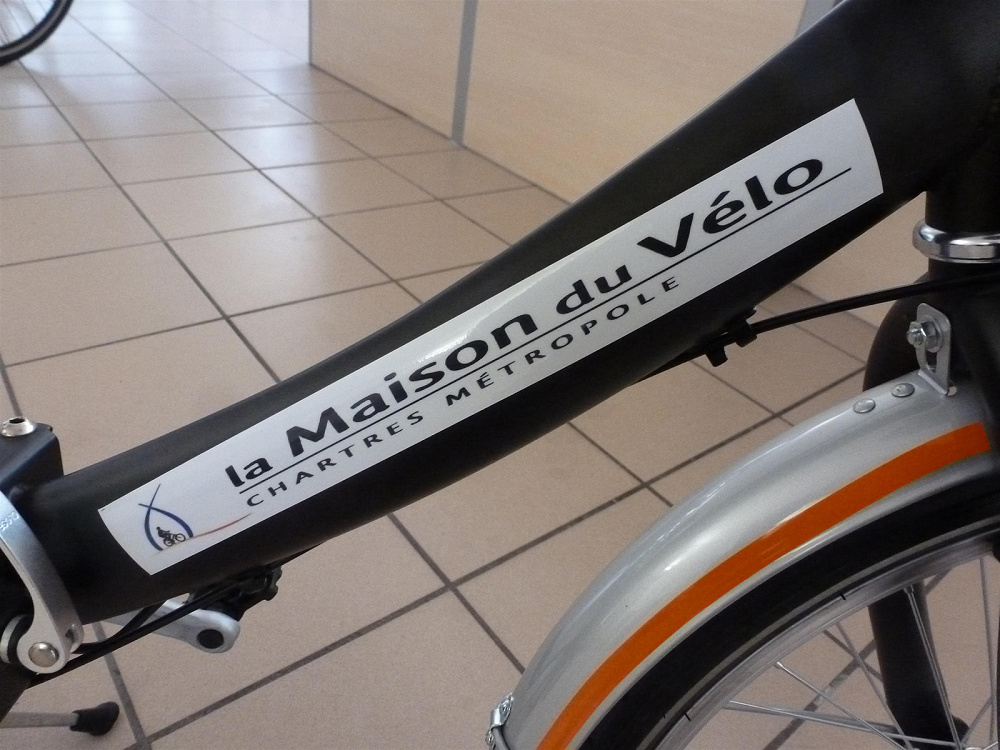 la Maison du Vélo
CHARTRES MÉTROPOLE